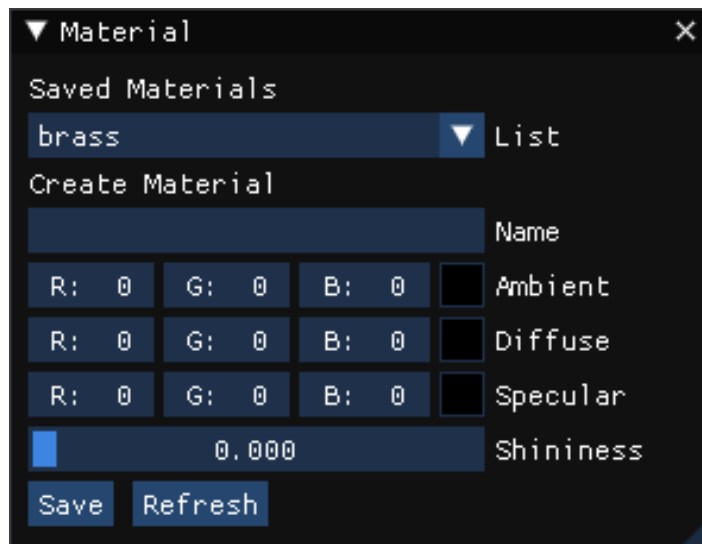 Material
Saved Materials
brass List
Create Material
Name
R: 0 G: 0 B: 0 Ambient
R: 0 G: 0 B: 0 Diffuse
R: 0 G: 0 B: 0 Specular
0.000 Shininess
Save Refresh